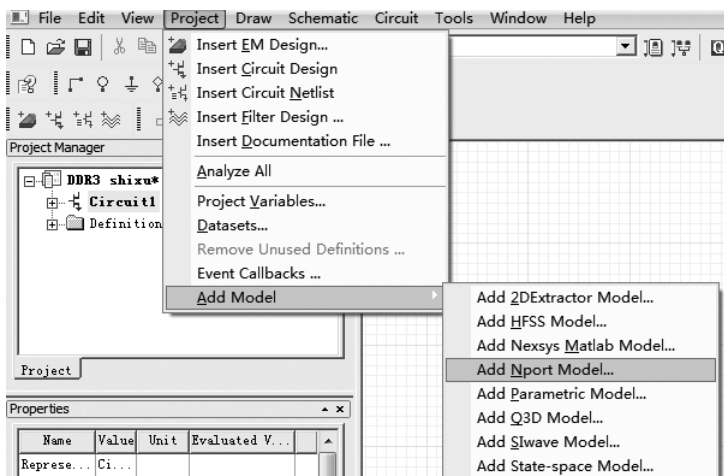 File Edit View Project Draw Schematic Circuit Tools Window Help
Insert EM Design...
Insert Circuit Design
Insert Circuit Netlist
Insert Filter Design ...
Insert Documentation File ...
Analyze All
Project Variables...
Datasets...
Remove Unused Definitions ...
Event Callbacks ...
Add Model
Add 2DExtractor Model...
Add HFSS Model...
Add Nexsys Matlab Model...
Add Nport Model...
Add Parametric Model...
Add Q3D Model...
Add SIwave Model...
Add State-space Model...
Project Manager
DDR3 shixu*
Circuit1
Definition
Project
Properties
Name Value Unit Evaluated V...
Represe... Ci...